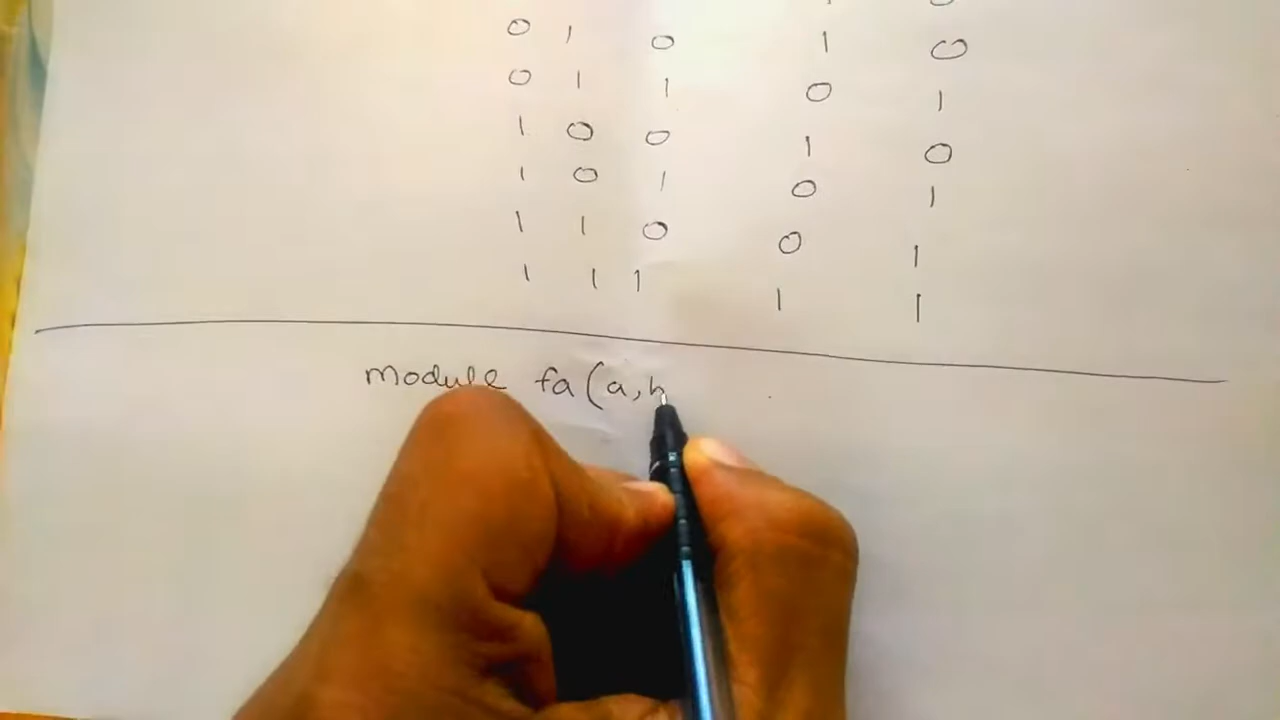 0 1 0 1 0
0 1 1 0 1
1 0 0 1 0
1 0 1 0 1
1 1 0 0 1
1 1 1 1 1
module fa(a,b